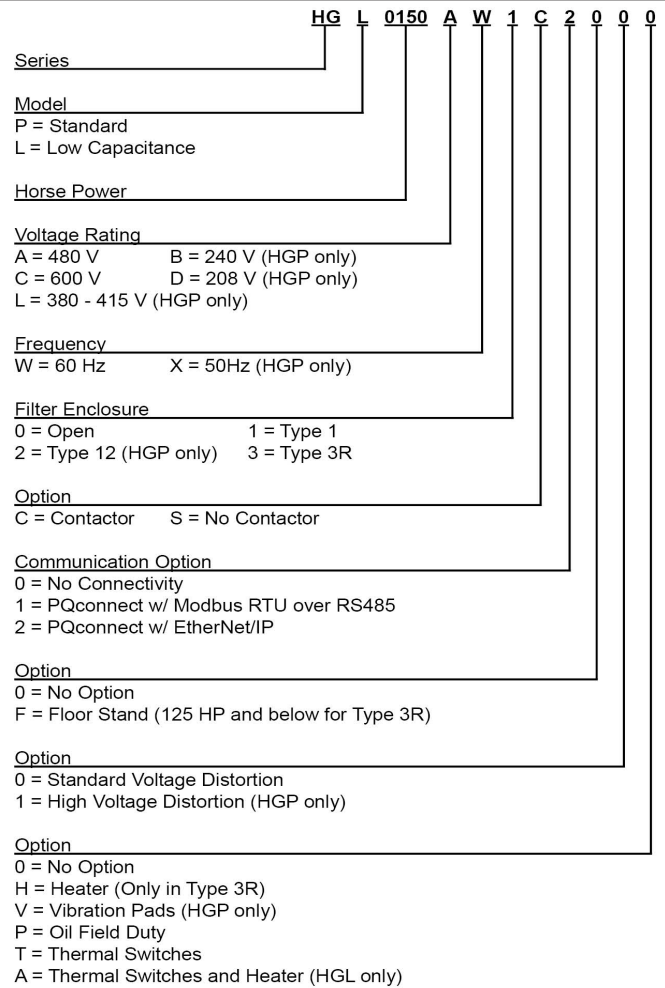 HG L 0150 A W 1 C 2 0 0 0
Series
Model
P = Standard
L = Low Capacitance
Horse Power
Voltage Rating
A = 480 V B = 240 V (HGP only)
C = 600 V D = 208 V (HGP only)
L = 380 - 415 V (HGP only)
Frequency
W = 60 Hz X = 50Hz (HGP only)
Filter Enclosure
0 = Open 1 = Type 1
2 = Type 12 (HGP only) 3 = Type 3R
Option
C = Contactor S = No Contactor
Communication Option
0 = No Connectivity
1 = PQconnect w/ Modbus RTU over RS485
2 = PQconnect w/ EtherNet/IP
Option
0 = No Option
F = Floor Stand (125 HP and below for Type 3R)
Option
0 = Standard Voltage Distortion
1 = High Voltage Distortion (HGP only)
Option
0 = No Option
H = Heater (Only in Type 3R)
V = Vibration Pads (HGP only)
P = Oil Field Duty
T = Thermal Switches
A = Thermal Switches and Heater (HGL only)